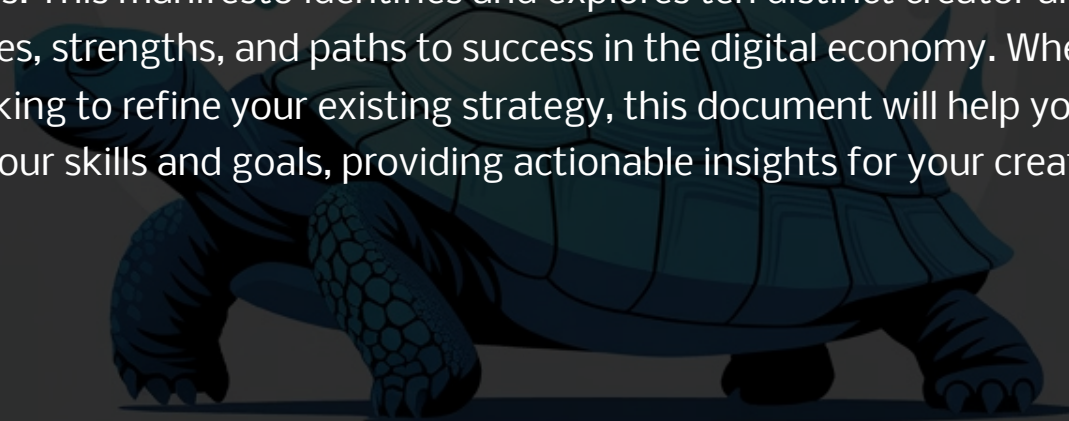 s. This manifesto identifies and explores ten distinct creator a
es, strengths, and paths to success in the digital economy. Whe
king to refine your existing strategy, this document will help yo
our skills and goals, providing actionable insights for your creat